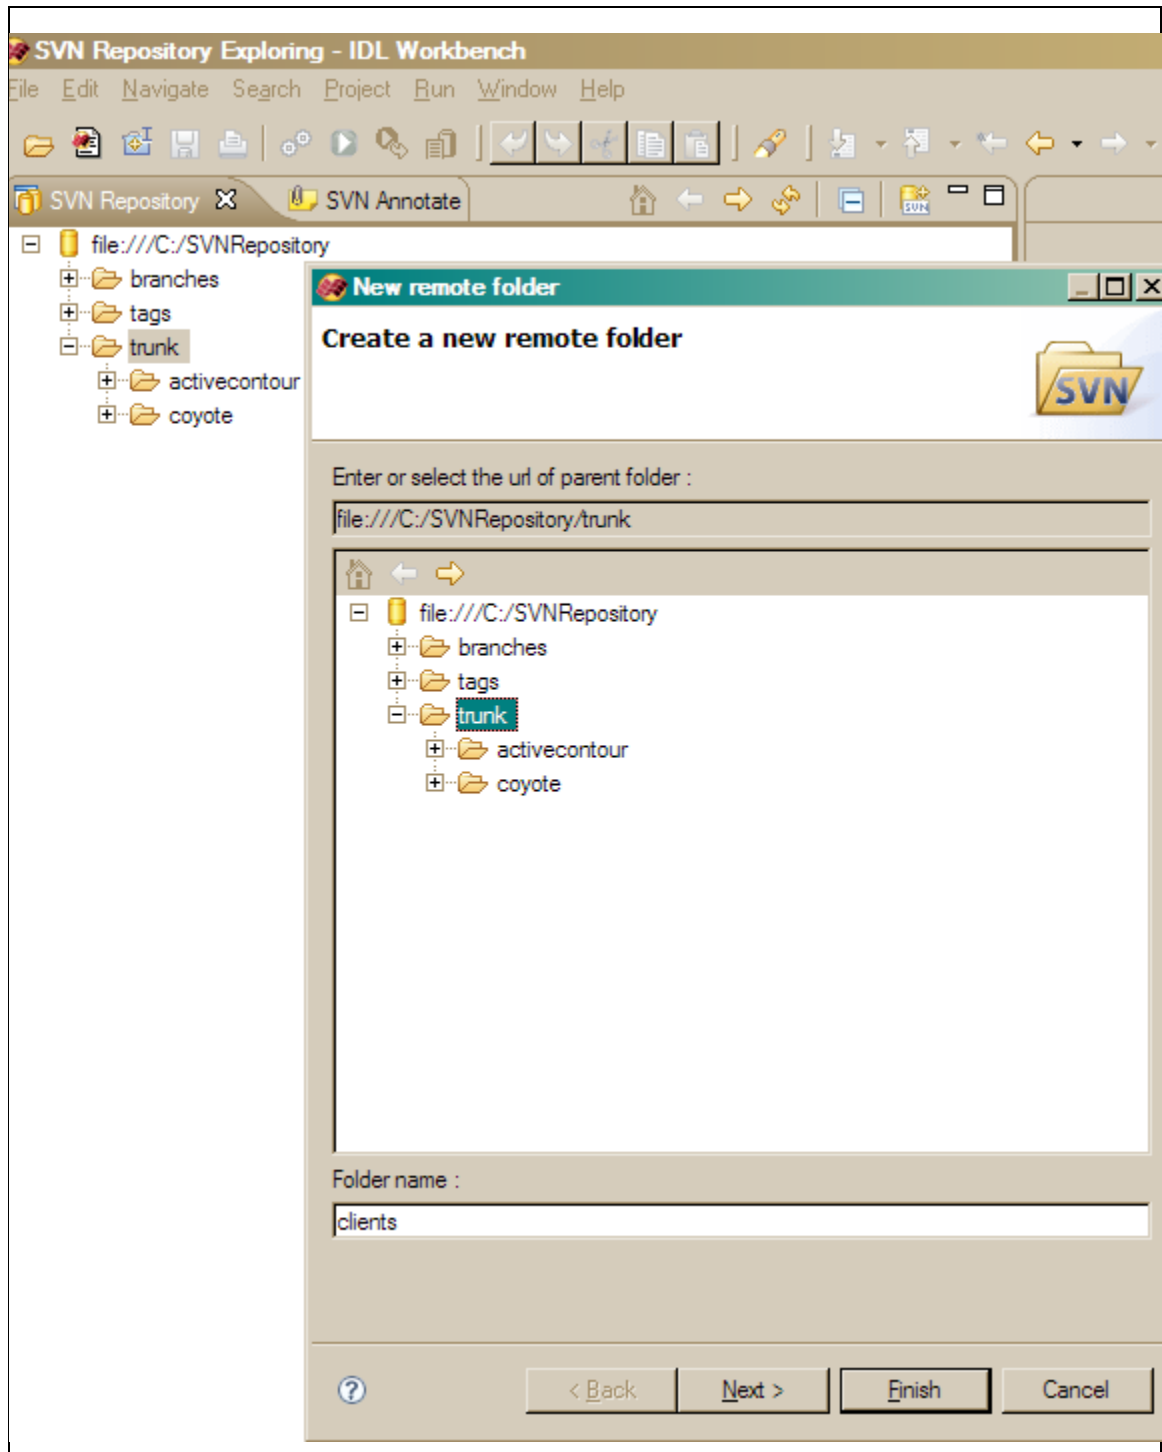 SVN Repository Exploring - IDL Workbench
File Edit Navigate Search Project Run Window Help
SVN Repository SVN Annotate
SVN
file:///C:/SVNRepository
branches
tags
trunk
activecontour
coyote
New remote folder
Create a new remote folder
SVN
Enter or select the url of parent folder :
file:///C:/SVNRepository/trunk
file:///C:/SVNRepository
branches
tags
trunk
activecontour
coyote
Folder name :
clients
< Back Next > Finish Cancel